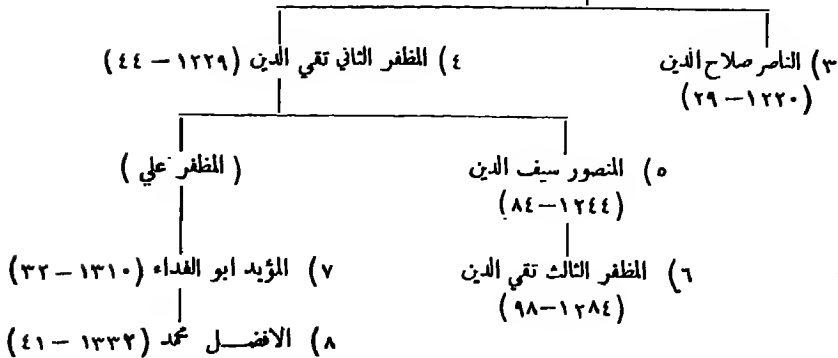 ٣) الناصر صلاح الدين
(١٢٢٠–٢٩)
٤) المظفر الثاني تقي الدين (١٢٢٩ – ٤٤)
٥) المنصور سيف الدين
(١٢٤٤–٨٤)
(المظفر علي)
٦) المظفر الثالث تقي الدين
(١٢٨٤–٩٨)
٧) المؤيد ابو الفداء (١٣١٠ – ٣٢)
٨) الافضل محمد (١٣٣٢ – ٤١)